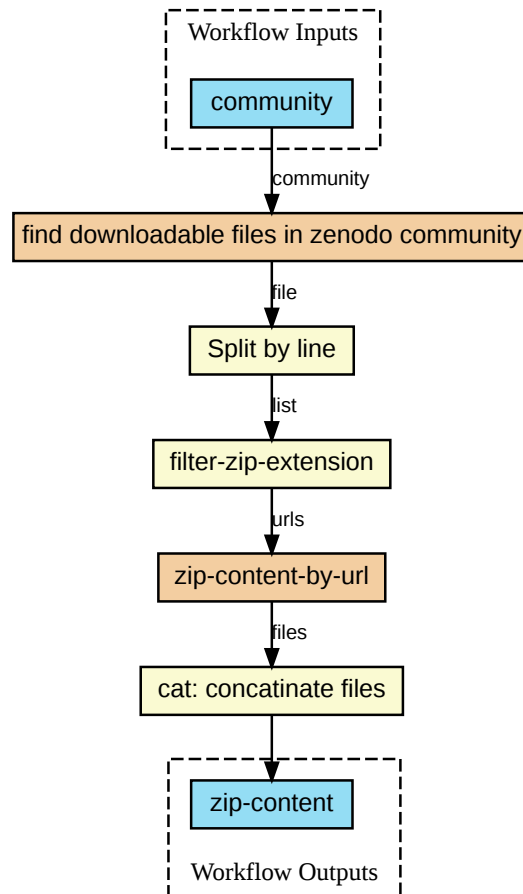 Workflow Inputs
community
community
find downloadable files in zenodo community
file
Split by line
list
filter-zip-extension
urls
zip-content-by-url
files
cat: concatinate files
zip-content
Workflow Outputs